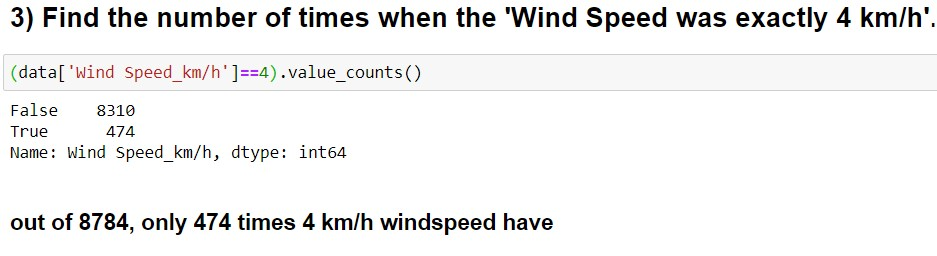 3) Find the number of times when the 'Wind Speed was exactly 4 km/h'.
(data['Wind Speed_km/h']==4).value_counts()
False    8310
True      474
Name: Wind Speed_km/h, dtype: int64
out of 8784, only 474 times 4 km/h windspeed have